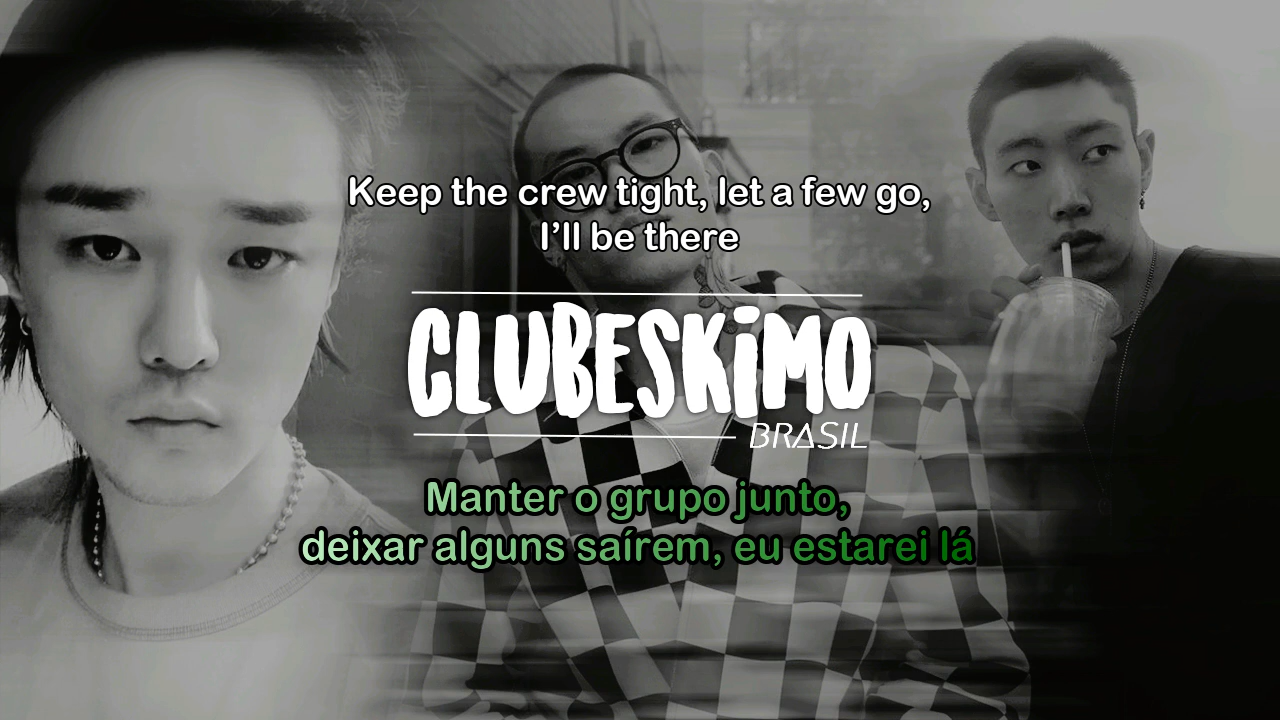 Keep the crew tight, let a few go,
I’ll be there
CLUBESKiMO
BRASIL
Manter o grupo junto,
deixar alguns saírem, eu estarei lá